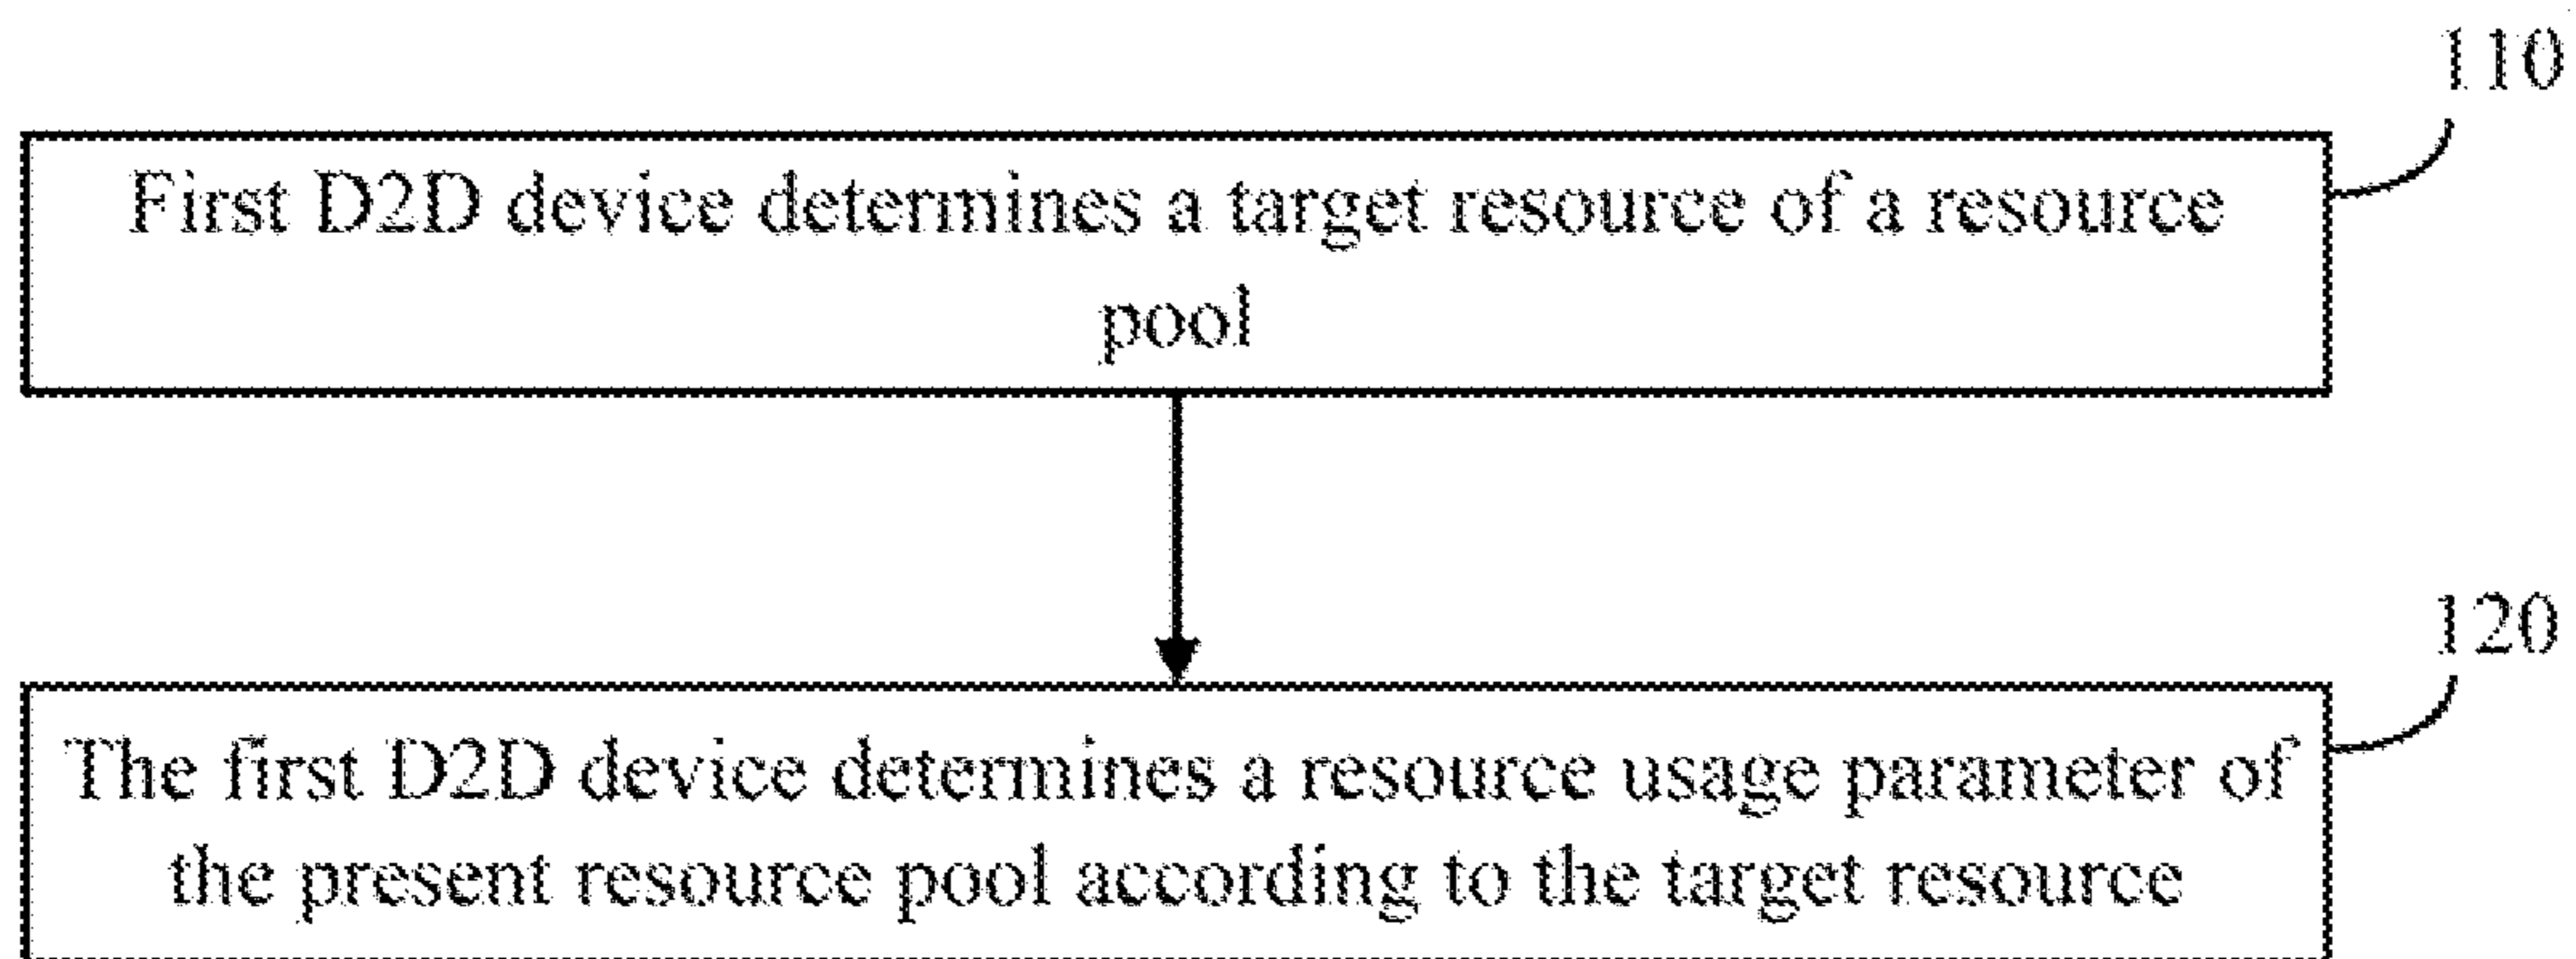 110
First D2D device determines a target resource of a resource
pool
120
The first D2D device determines a resource usage parameter of
the present resource pool according to the target resource